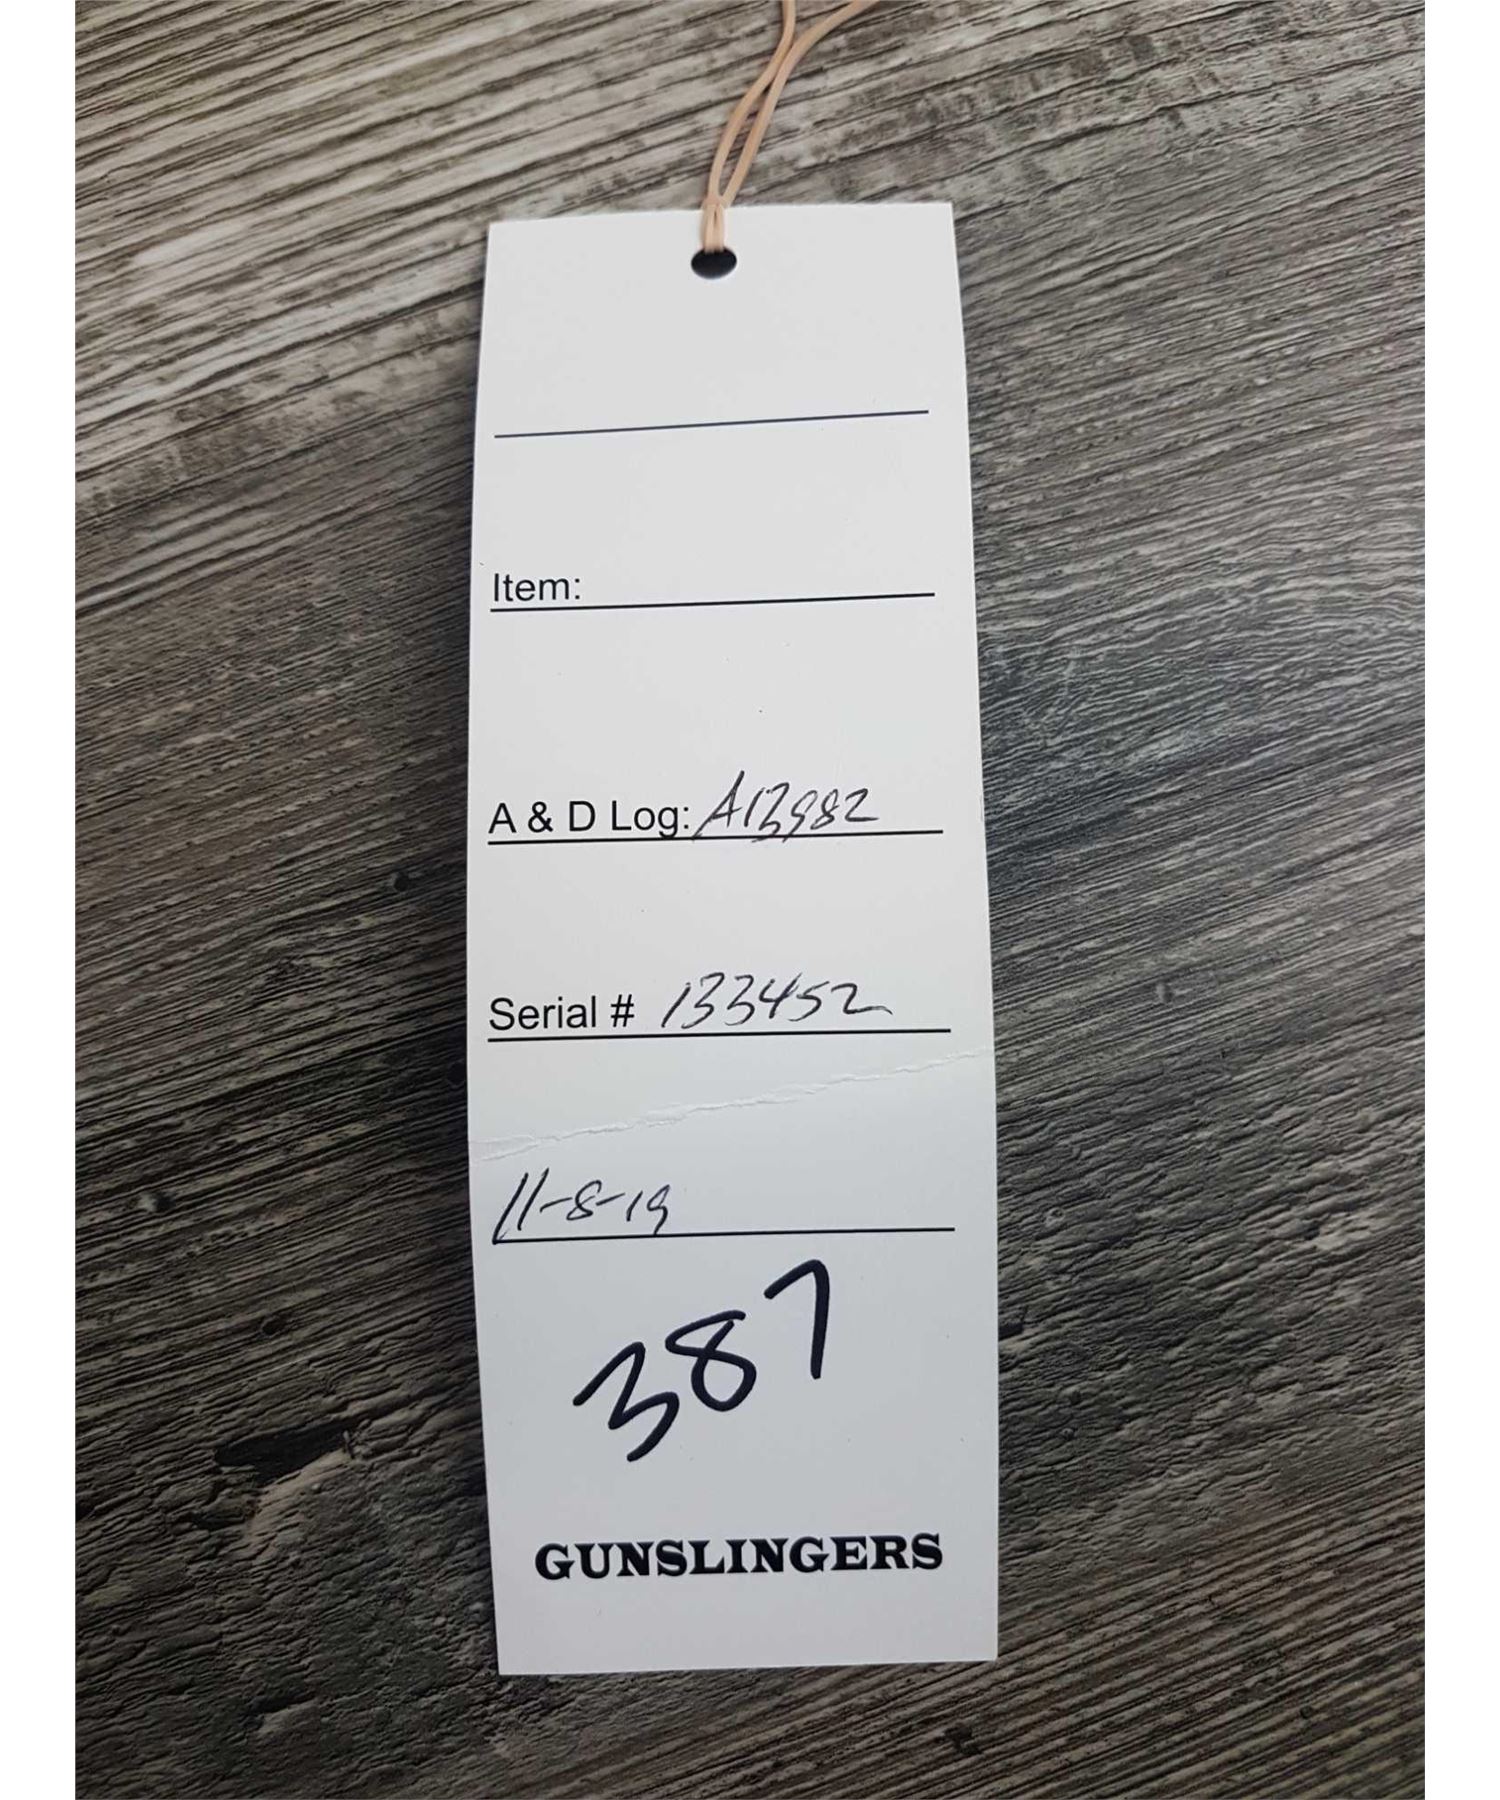 Item:
A & D Log: A13982
Serial # 133452
11-8-19
387
GUNSLINGERS